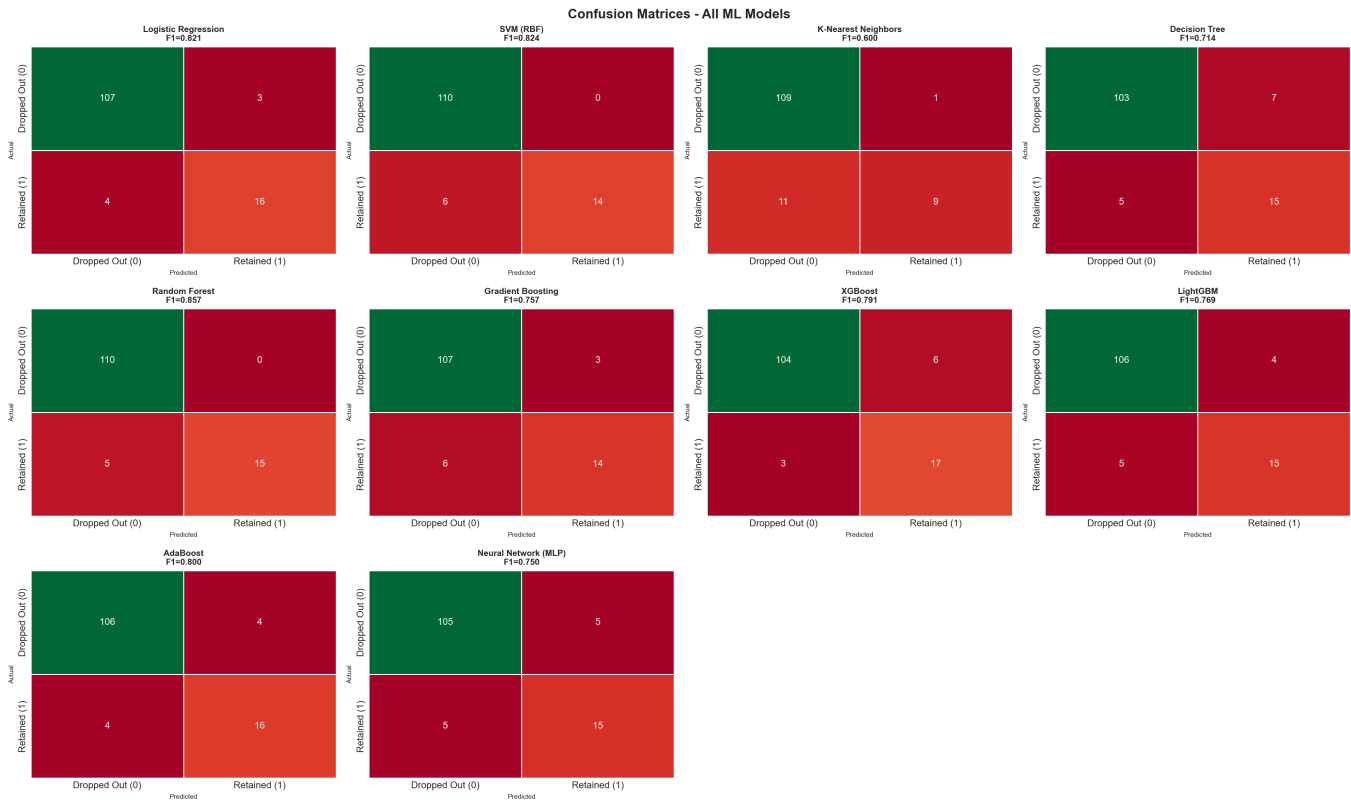 Confusion Matrices - All ML Models
Logistic Regression
F1=0.821
Actual
Dropped Out (0)
Retained (1)
107
3
4
16
Dropped Out (0)
Retained (1)
Predicted
SVM (RBF)
F1=0.824
Actual
Dropped Out (0)
Retained (1)
110
0
6
14
Dropped Out (0)
Retained (1)
Predicted
K-Nearest Neighbors
F1=0.600
Actual
Dropped Out (0)
Retained (1)
109
1
11
9
Dropped Out (0)
Retained (1)
Predicted
Decision Tree
F1=0.714
Actual
Dropped Out (0)
Retained (1)
103
7
5
15
Dropped Out (0)
Retained (1)
Predicted
Random Forest
F1=0.857
Actual
Dropped Out (0)
Retained (1)
110
0
5
15
Dropped Out (0)
Retained (1)
Predicted
Gradient Boosting
F1=0.757
Actual
Dropped Out (0)
Retained (1)
107
3
6
14
Dropped Out (0)
Retained (1)
Predicted
XGBoost
F1=0.791
Actual
Dropped Out (0)
Retained (1)
104
6
3
17
Dropped Out (0)
Retained (1)
Predicted
LightGBM
F1=0.769
Actual
Dropped Out (0)
Retained (1)
106
4
5
15
Dropped Out (0)
Retained (1)
Predicted
AdaBoost
F1=0.800
Actual
Dropped Out (0)
Retained (1)
106
4
4
16
Dropped Out (0)
Retained (1)
Predicted
Neural Network (MLP)
F1=0.750
Actual
Dropped Out (0)
Retained (1)
105
5
5
15
Dropped Out (0)
Retained (1)
Predicted